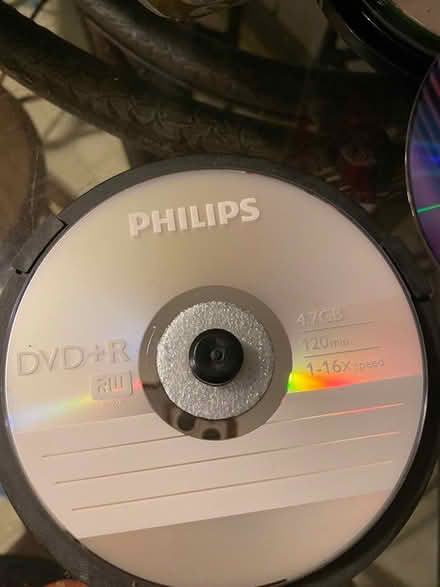 PHILIPS
4.7GB
120min
1-16x speed
DVD+R
RW